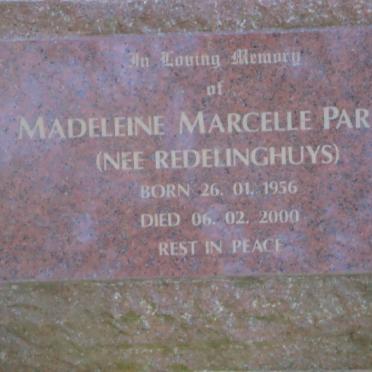 In Loving Memory
of
MADELEINE MARCELLE PAR
(NEE REDELINGHUYS)
BORN 26. 01. 1956
DIED 06. 02. 2000
REST IN PEACE